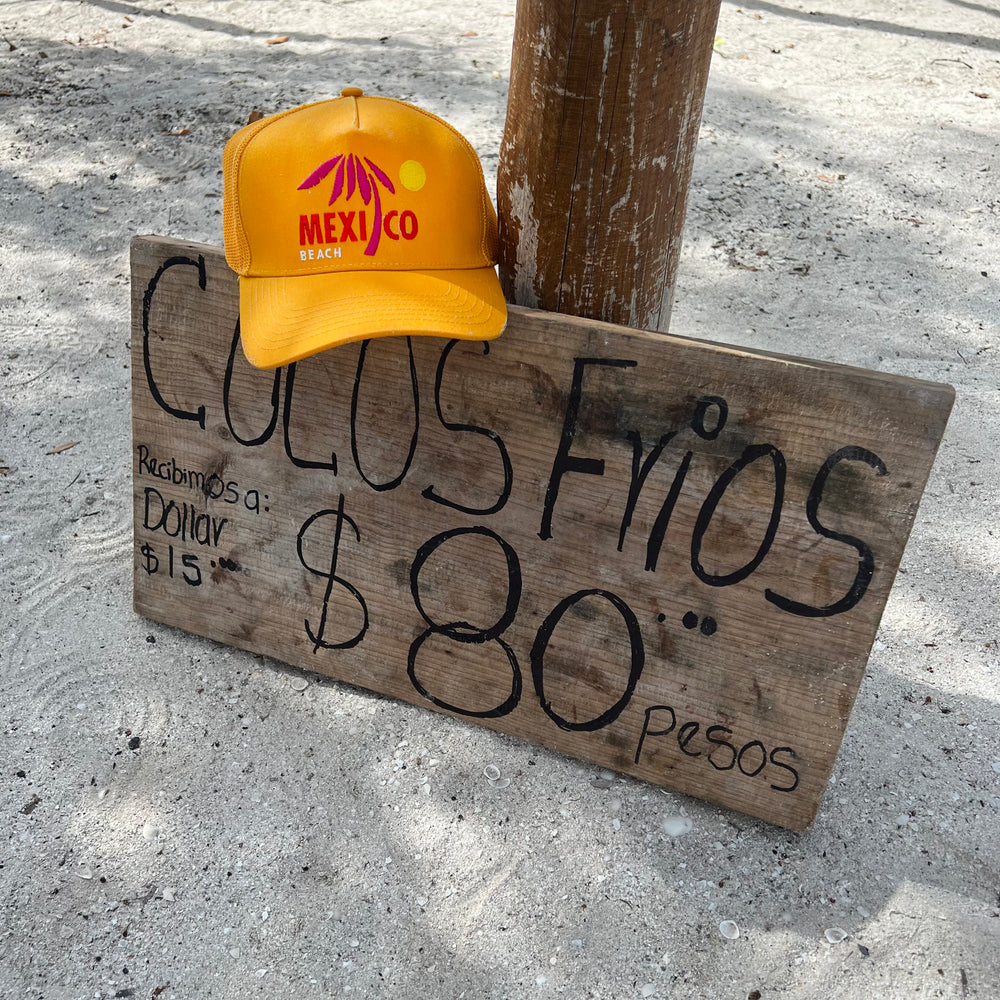 MEXICO
BEACH
COCOS Frios
Recibimos a:
Dollar
$15...
$80...
pesos